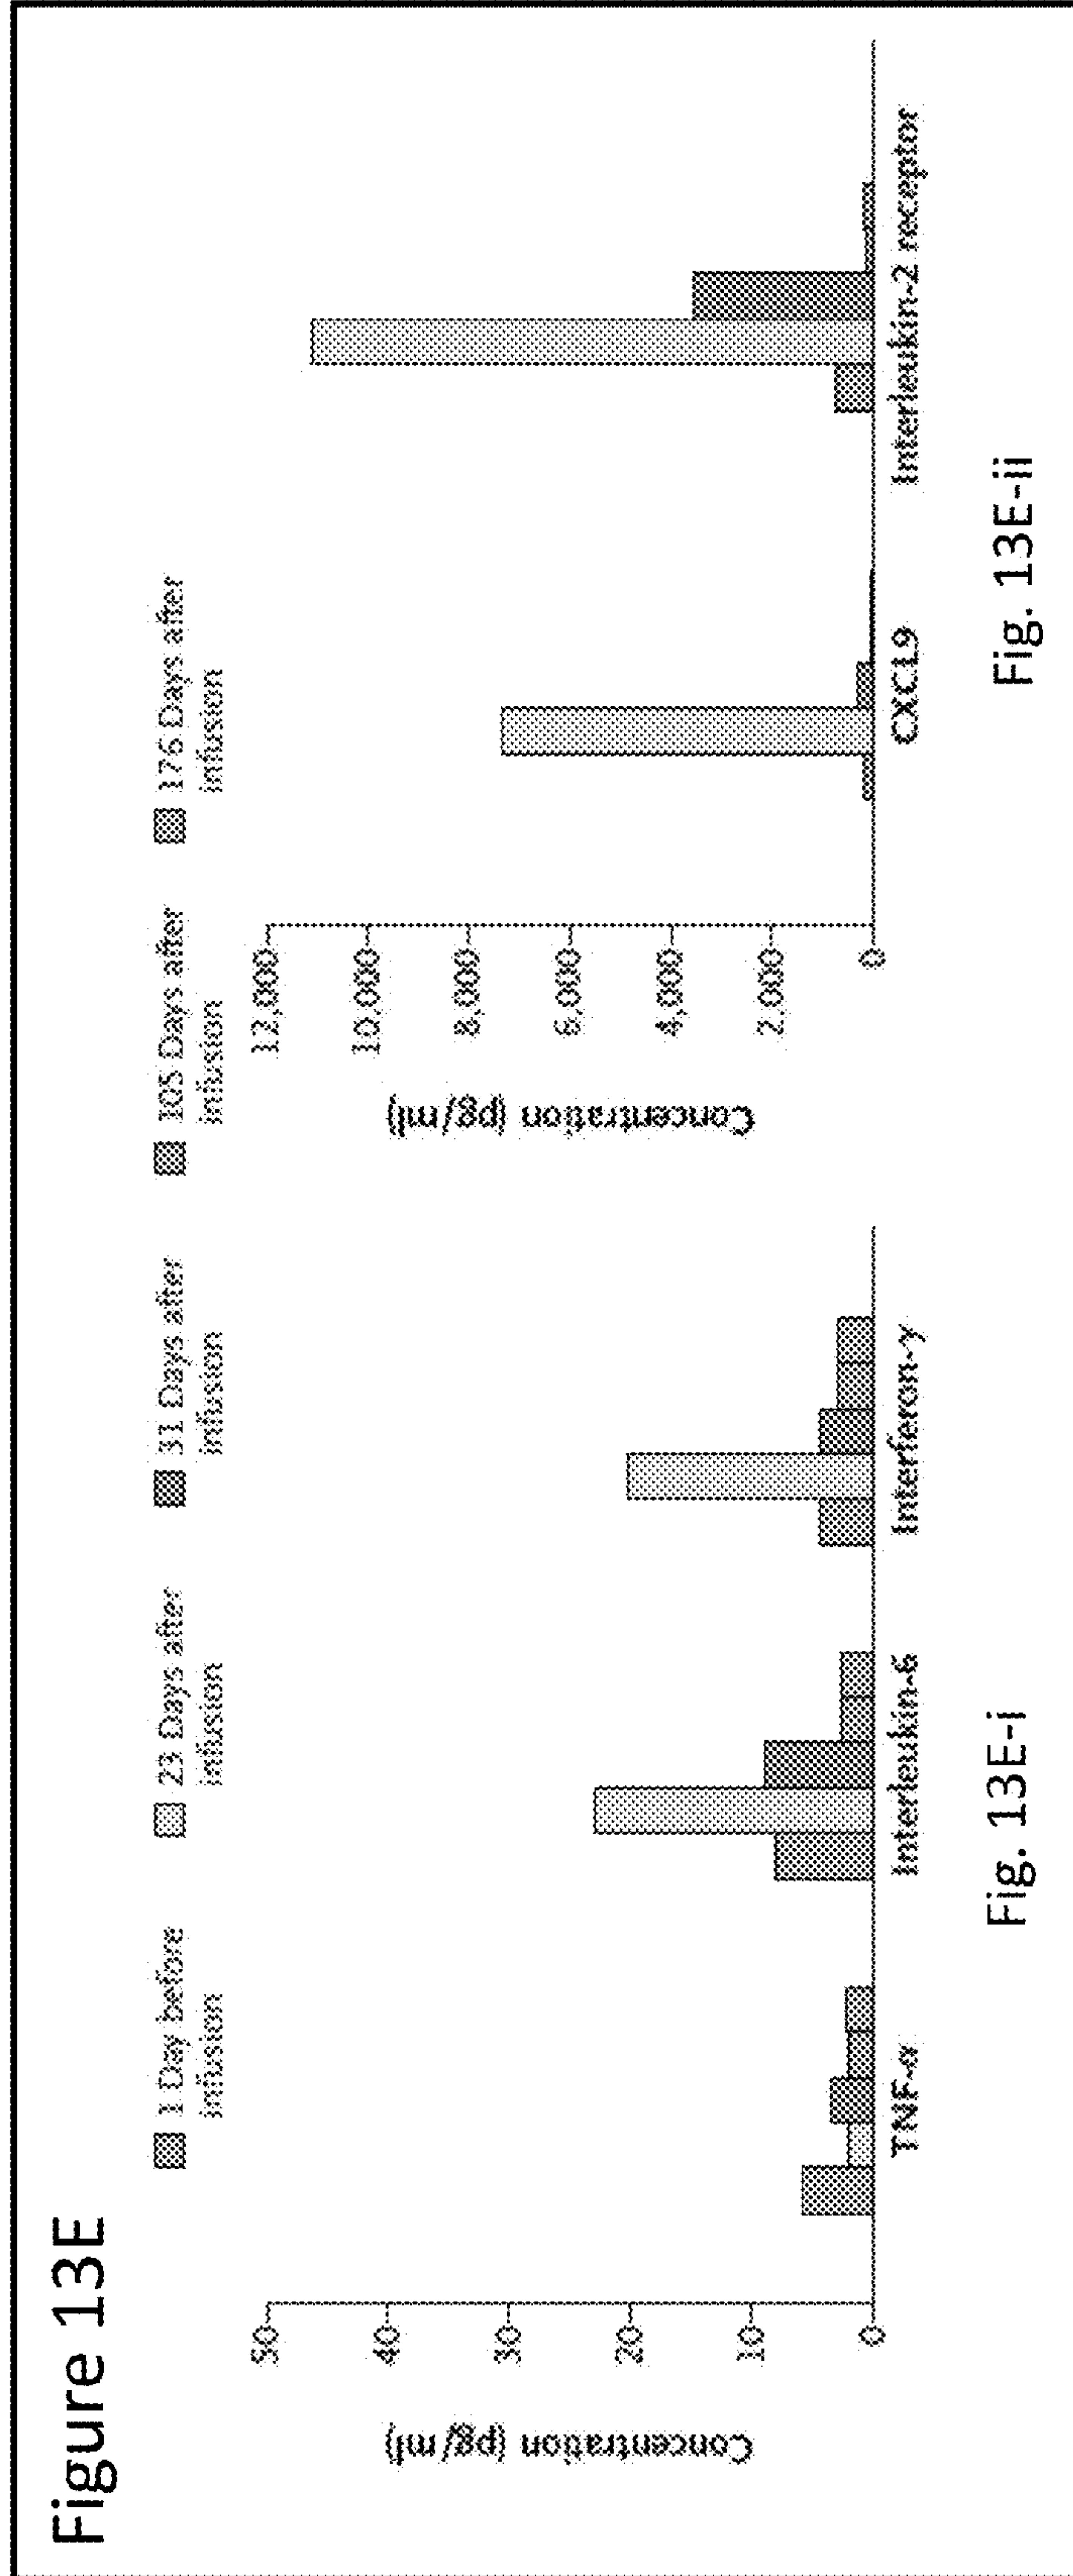 Figure 13E
1 Day before
infusion
23 Days after
infusion
31 Days after
infusion
105 Days after
infusion
176 Days after
infusion
Concentration (pg/ml)
50
40
30
20
10
0
TNF-α
Interleukin-6
Interferon-γ
Fig. 13E-i
Concentration (pg/ml)
12,000
10,000
8,000
6,000
4,000
2,000
0
CXCL9
Interleukin-2 receptor
Fig. 13E-ii